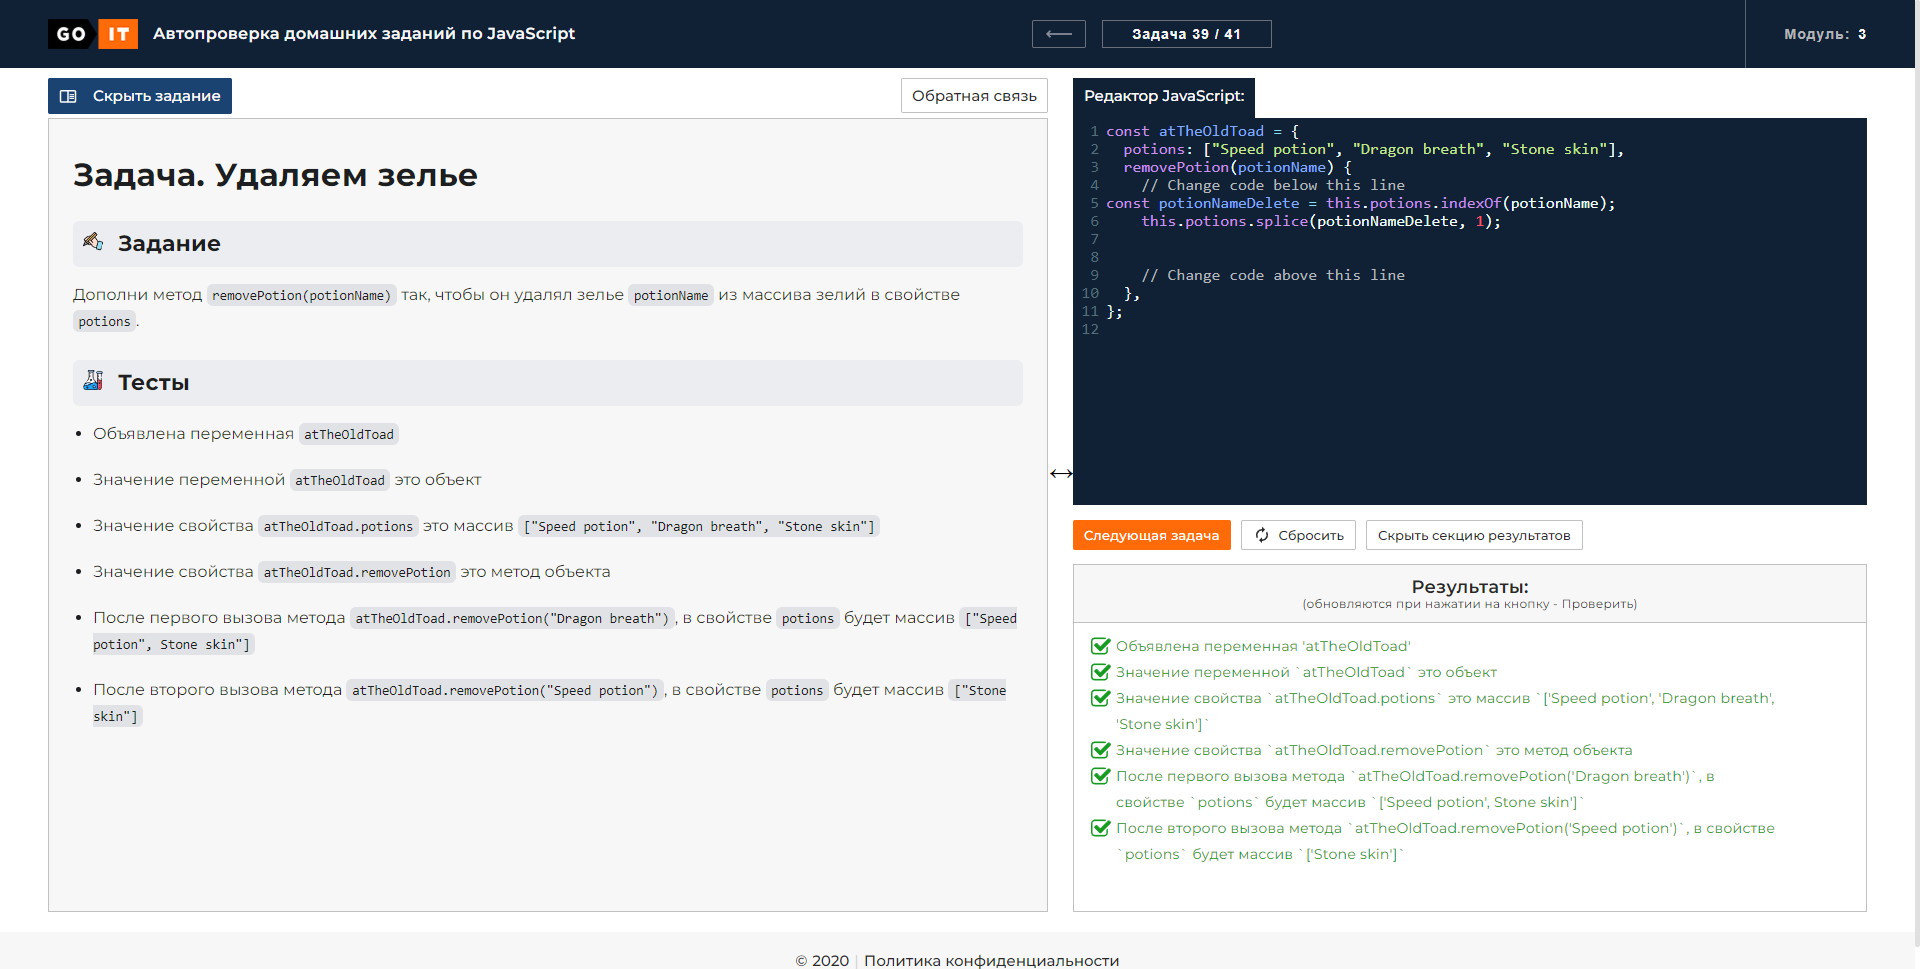 GO IT Автопроверка домашних заданий по JavaScript
Задача 39 / 41
Модуль: 3
Скрыть задание
Обратная связь
Задача. Удаляем зелье
Задание
Дополни метод removePotion(potionName) так, чтобы он удалял зелье potionName из массива зелий в свойстве
potions.
Тесты
• Объявлена переменная atTheOldToad
• Значение переменной atTheOldToad это объект
• Значение свойства atTheOldToad.potions это массив ["Speed potion", "Dragon breath", "Stone skin"]
• Значение свойства atTheOldToad.removePotion это метод объекта
• После первого вызова метода atTheOldToad.removePotion("Dragon breath"), в свойстве potions будет массив ["Speed
potion", Stone skin"]
• После второго вызова метода atTheOldToad.removePotion("Speed potion"), в свойстве potions будет массив ["Stone
skin"]
Редактор JavaScript:
1 const atTheOldToad = {
2   potions: ["Speed potion", "Dragon breath", "Stone skin"],
3   removePotion(potionName) {
4     // Change code below this line
5 const potionNameDelete = this.potions.indexOf(potionName);
6     this.potions.splice(potionNameDelete, 1);
7
8
9     // Change code above this line
10   },
11 };
12
Следующая задача
Сбросить
Скрыть секцию результатов
Результаты:
(обновляются при нажатии на кнопку - Проверить)
Объявлена переменная 'atTheOldToad'
Значение переменной `atTheOldToad` это объект
Значение свойства `atTheOldToad.potions` это массив `['Speed potion', 'Dragon breath',
'Stone skin']`
Значение свойства `atTheOldToad.removePotion` это метод объекта
После первого вызова метода `atTheOldToad.removePotion('Dragon breath')`, в
свойстве `potions` будет массив `['Speed potion', Stone skin']`
После второго вызова метода `atTheOldToad.removePotion('Speed potion')`, в свойстве
`potions` будет массив `['Stone skin']`
© 2020 | Политика конфиденциальности